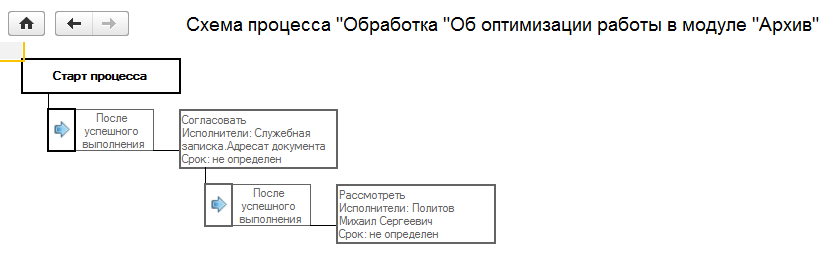 Схема процесса "Обработка "Об оптимизации работы в модуле "Архив"
Старт процесса
После
успешного
выполнения
Согласовать
Исполнители: Служебная
записка.Адресат документа
Срок: не определен
После
успешного
выполнения
Рассмотреть
Исполнители: Политов
Михаил Сергеевич
Срок: не определен